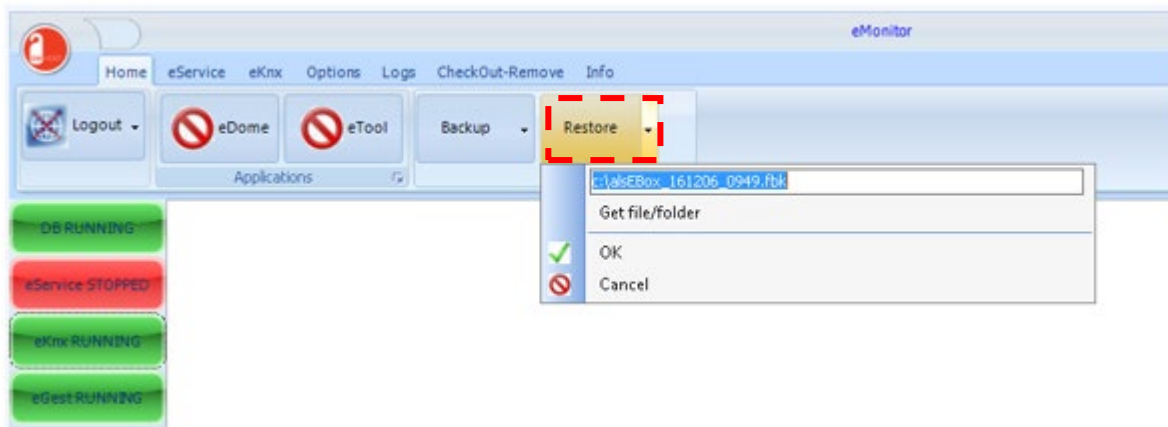 eMonitor
Home eService eKnx Options Logs CheckOut-Remove Info
Logout eDome eTool Backup Restore
Applications
c:\alsEBox_161206_0949.fbk
Get file/folder
OK
Cancel
DB RUNNING
eService STOPPED
eKnx RUNNING
eGest RUNNING